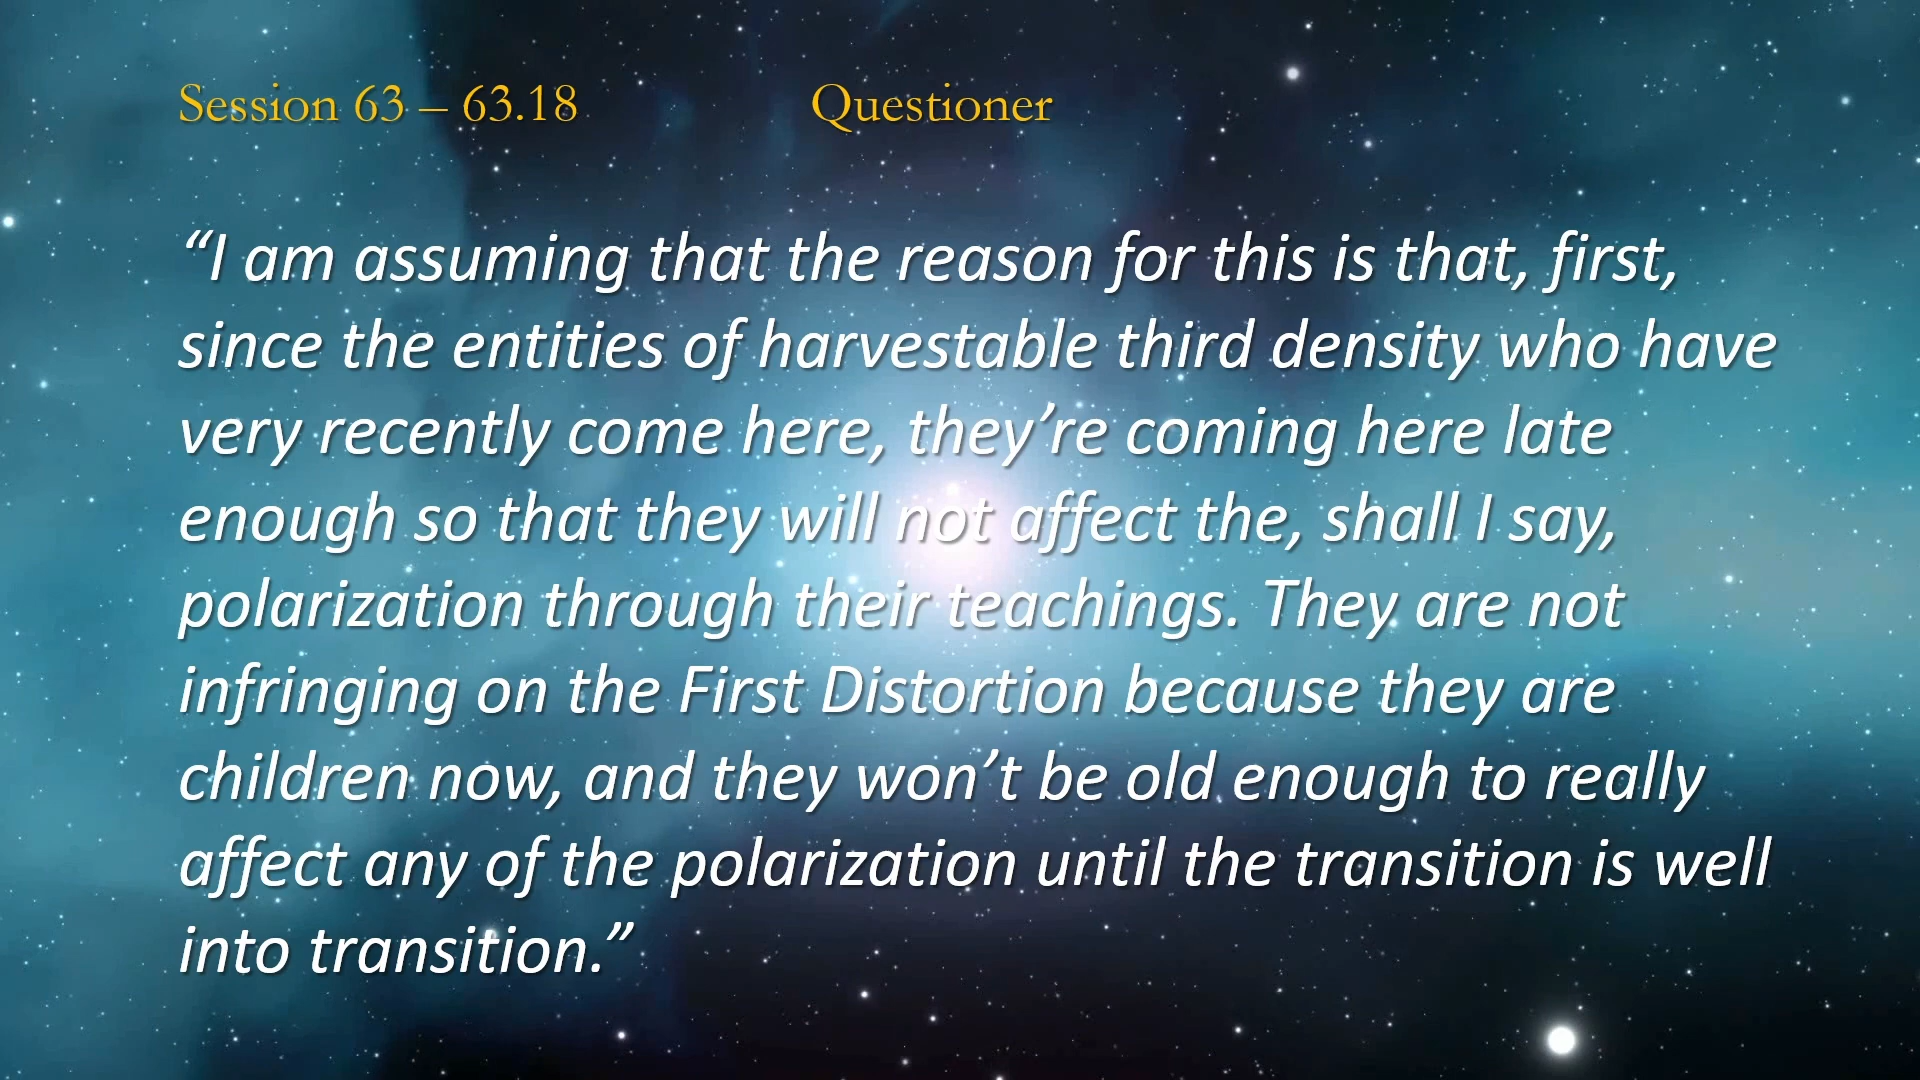 Session 63 – 63.18 Questioner
“I am assuming that the reason for this is that, first,
since the entities of harvestable third density who have
very recently come here, they’re coming here late
enough so that they will not affect the, shall I say,
polarization through their teachings. They are not
infringing on the First Distortion because they are
children now, and they won’t be old enough to really
affect any of the polarization until the transition is well
into transition.”